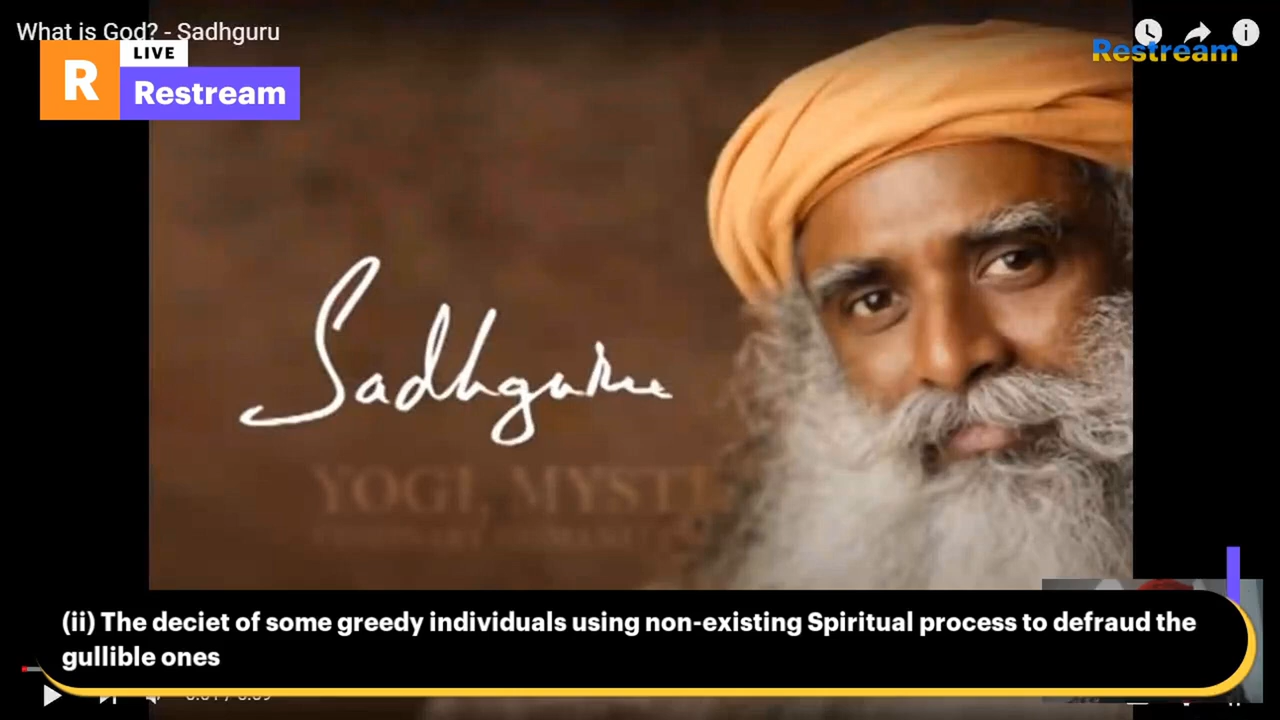 What is God? - Sadhguru
LIVE
R
Restream
Restream
Sadhguru
YOGI, MYSTI
(ii) The deciet of some greedy individuals using non-existing Spiritual process to defraud the
gullible ones